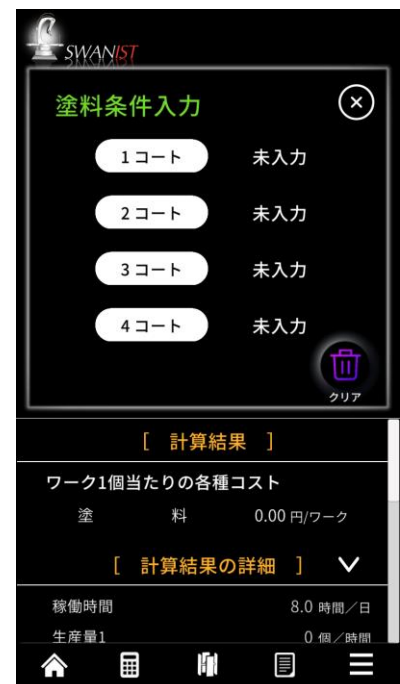 SWANIST
塗料条件入力
1コート 未入力
2コート 未入力
3コート 未入力
4コート 未入力
クリア
[ 計算結果 ]
ワーク1個当たりの各種コスト
塗 料 0.00 円/ワーク
[ 計算結果の詳細 ]
稼働時間 8.0 時間/日
生産量1 0 個/時間